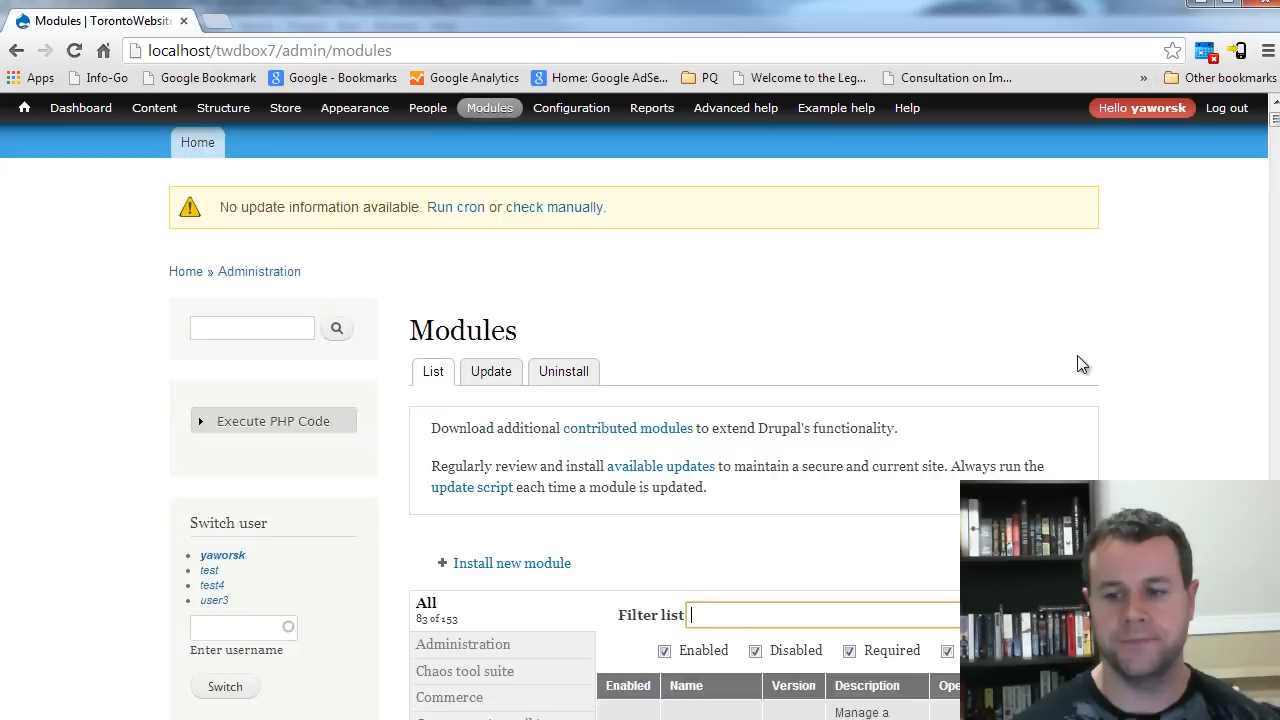 Modules | TorontoWebsit
localhost/twdbox7/admin/modules
Apps Info-Go Google Bookmark Google - Bookmarks Google Analytics Home: Google AdSe... PC Welcome to the Leg... Consultation on Im... » Other bookmarks
Dashboard Content Structure Store Appearance People Modules Configuration Reports Advanced help Example help Help Hello yaworsk Log out
Home
No update information available. Run cron or check manually.
Home » Administration
Modules
List Update Uninstall
Execute PHP Code
Download additional contributed modules to extend Drupal's functionality.
Regularly review and install available updates to maintain a secure and current site. Always run the
update script each time a module is updated.
Switch user
yaworsk
test
test4
user3
Enter username
Switch
Install new module
All
83 of 153
Filter list
Administration
Enabled Disabled Required
Chaos tool suite
Enabled Name Version Description Ope
Commerce
Manage a